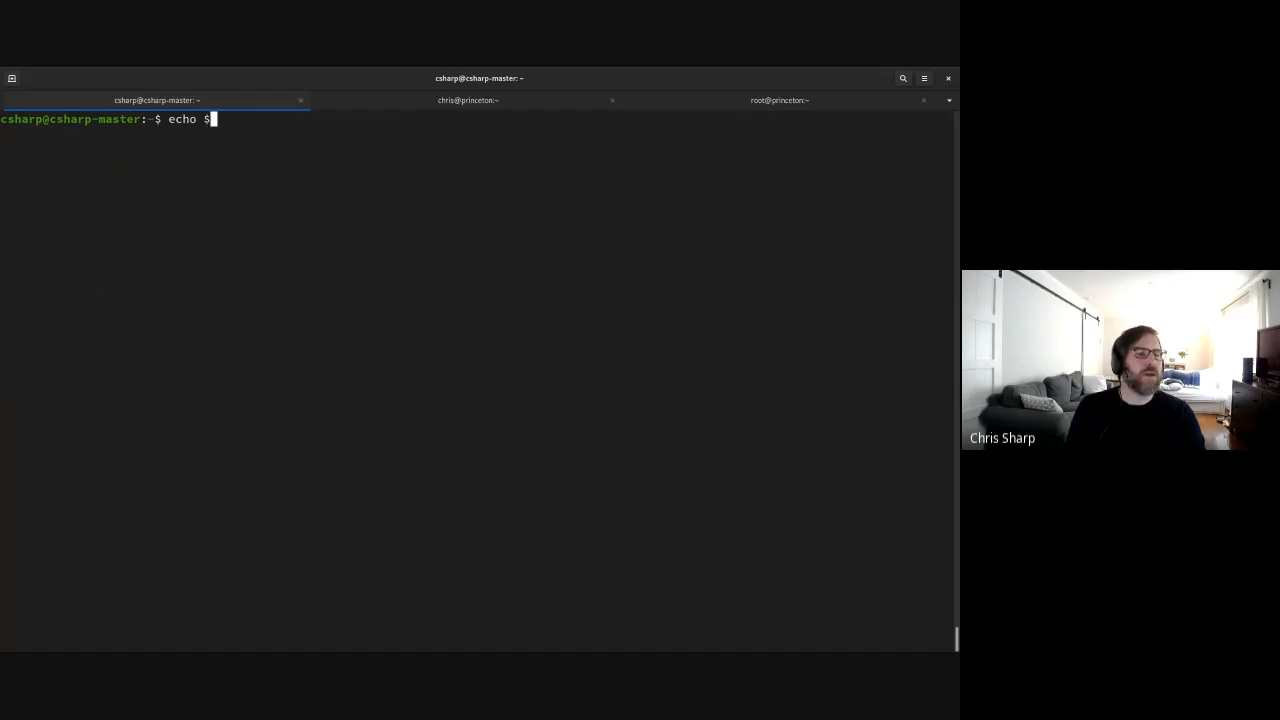 csharp@csharp-master: ~
csharp@csharp-master: ~
chris@princeton:~
root@princeton:~
csharp@csharp-master:~$ echo $
Chris Sharp